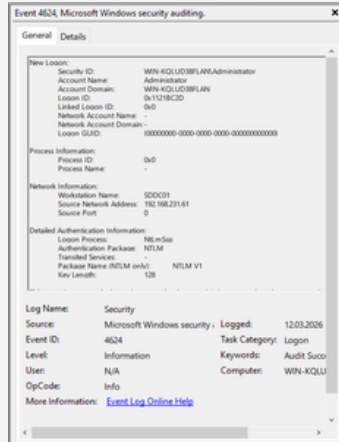 Event 4624, Microsoft Windows security auditing.
General Details
New Logon:
Security ID: WIN-KQLUD38FLAN\Administrator
Account Name: Administrator
Account Domain: WIN-KQLUD38FLAN
Logon ID: 0x1121BC2D
Linked Logon ID: 0x0
Network Account Name: -
Network Account Domain: -
Logon GUID: {00000000-0000-0000-0000-000000000000}
Process Information:
Process ID: 0x0
Process Name: -
Network Information:
Workstation Name: SDDC01
Source Network Address: 192.168.231.61
Source Port: 0
Detailed Authentication Information:
Logon Process: NtLmSsp
Authentication Package: NTLM
Transited Services: -
Package Name (NTLM only): NTLM V1
Key Length: 128
Log Name: Security
Source: Microsoft Windows security Logged: 12.03.2026
Event ID: 4624 Task Category: Logon
Level: Information Keywords: Audit Succ
User: N/A Computer: WIN-KQLU
OpCode: Info
More Information: Event Log Online Help